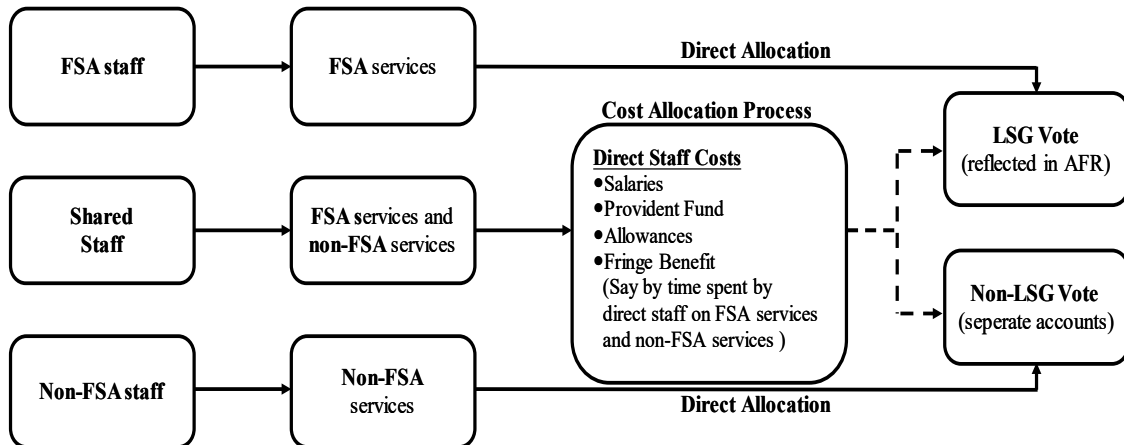 FSA staff
FSA services
Direct Allocation
LSG Vote
(reflected in AFR)
Cost Allocation Process
Direct Staff Costs
•Salaries
•Provident Fund
•Allowances
•Fringe Benefit
(Say by time spent by
direct staff on FSA services
and non-FSA services )
Shared
Staff
FSA services and
non-FSA services
Non-LSG Vote
(seperate accounts)
Non-FSA staff
Non-FSA
services
Direct Allocation